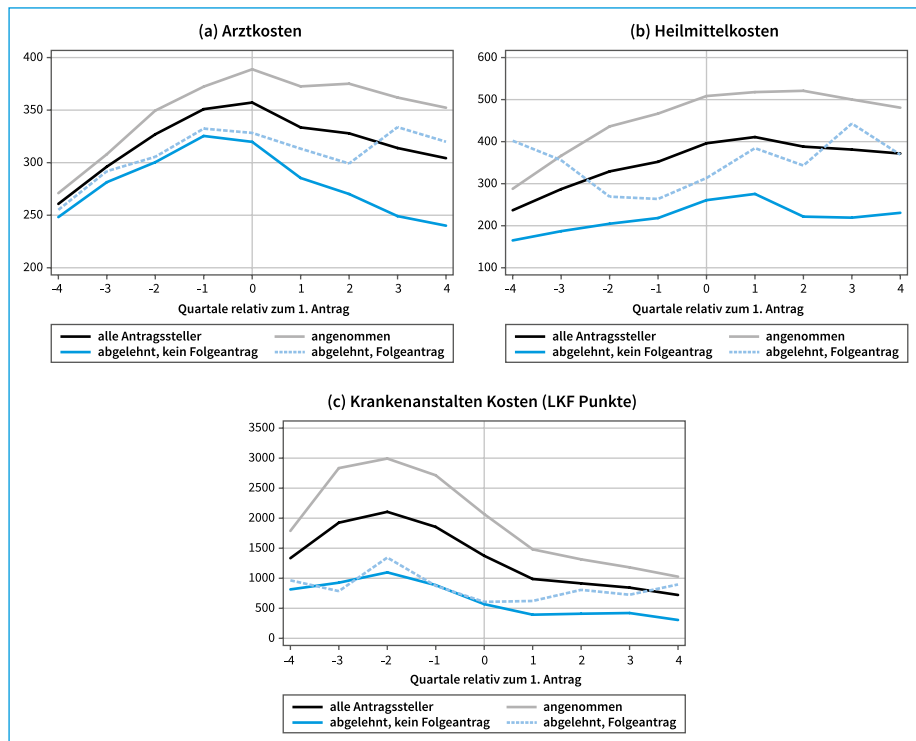 (a) Arztkosten
400
350
300
250
200
-4 -3 -2 -1 0 1 2 3 4
Quartale relativ zum 1. Antrag
alle Antragssteller angenommen
abgelehnt, kein Folgeantrag abgelehnt, Folgeantrag
(b) Heilmittelkosten
600
500
400
300
200
100
-4 -3 -2 -1 0 1 2 3 4
Quartale relativ zum 1. Antrag
alle Antragssteller angenommen
abgelehnt, kein Folgeantrag abgelehnt, Folgeantrag
(c) Krankenanstalten Kosten (LKF Punkte)
3500
3000
2500
2000
1500
1000
500
0
-4 -3 -2 -1 0 1 2 3 4
Quartale relativ zum 1. Antrag
alle Antragssteller angenommen
abgelehnt, kein Folgeantrag abgelehnt, Folgeantrag